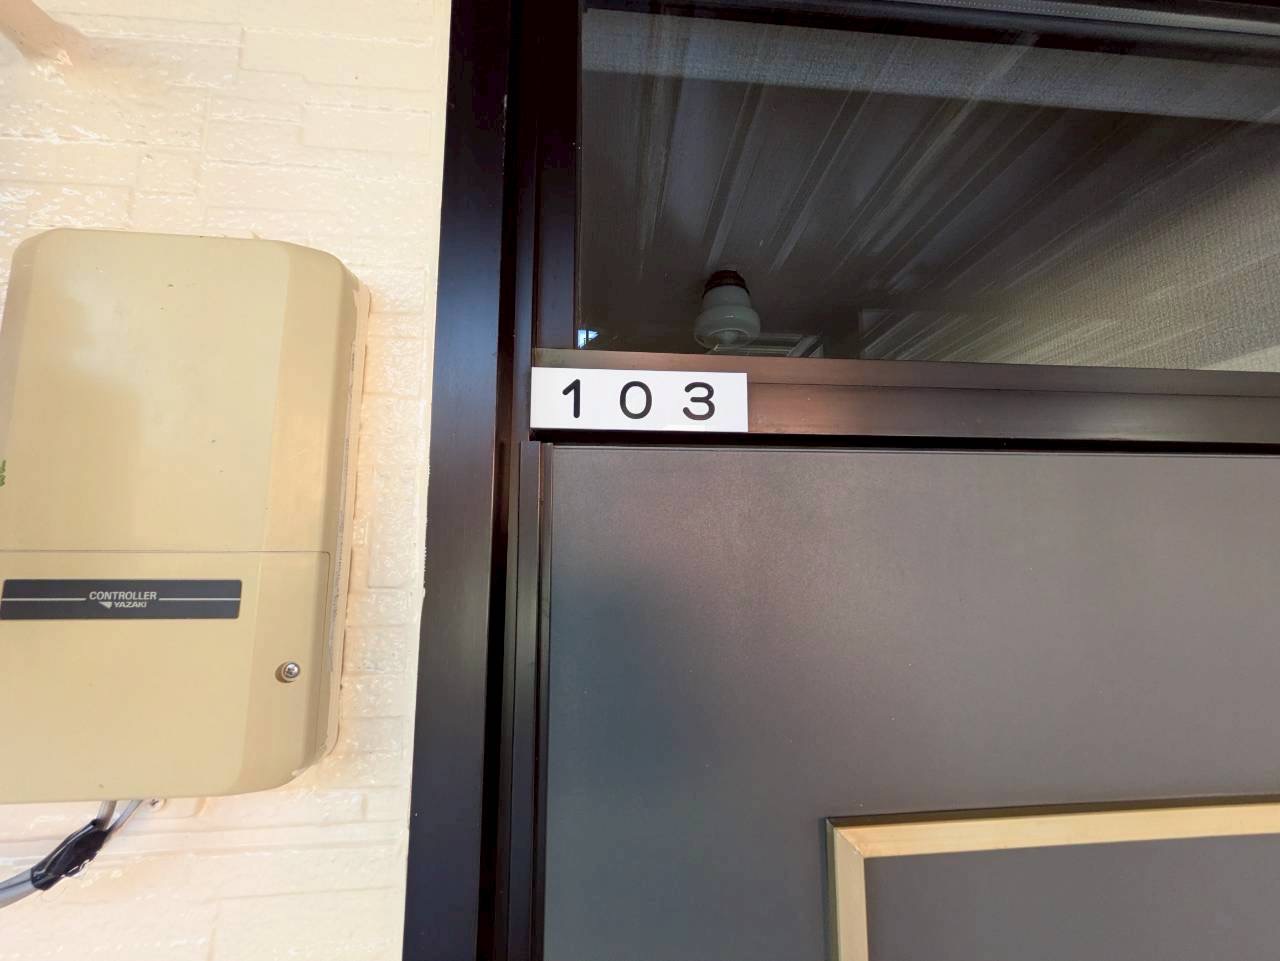 103
CONTROLLER
YAZAKI